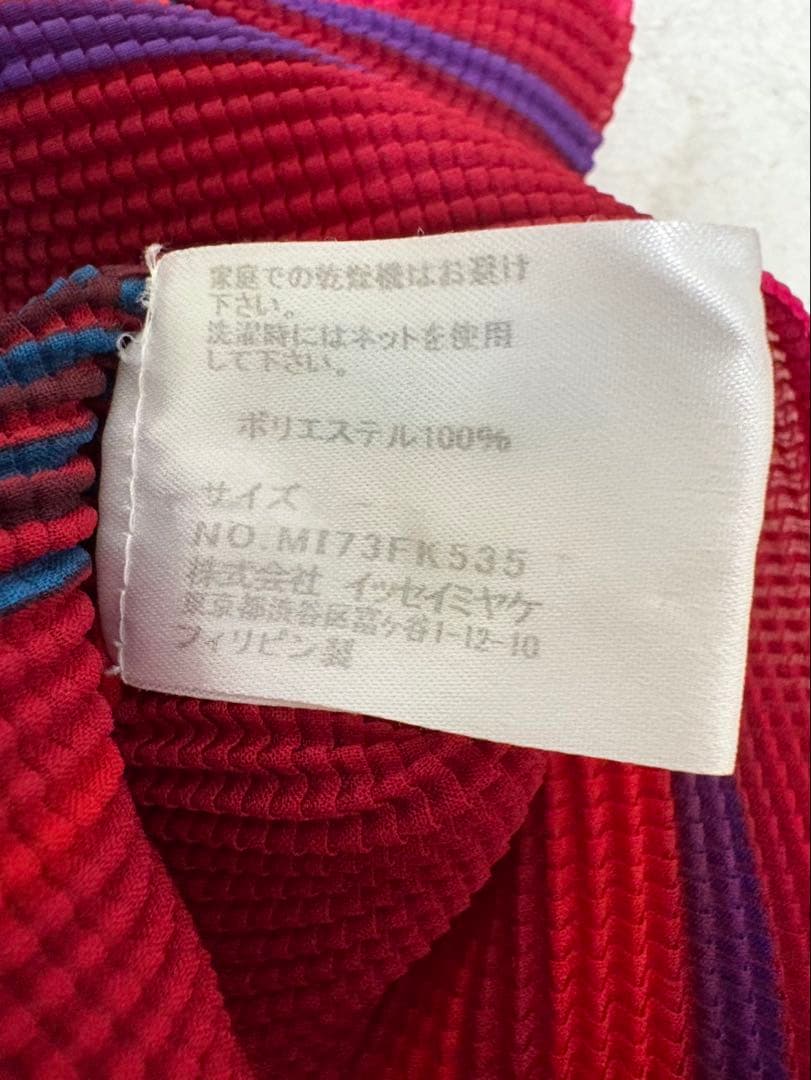 家庭での乾燥機はお避け
下さい。
洗濯時にはネットを使用
して下さい。
ポリエステル100%
サイズ -
NO.MI73FK535
株式会社 イッセイミヤケ
東京都渋谷区富ヶ谷1-12-10
フィリピン製